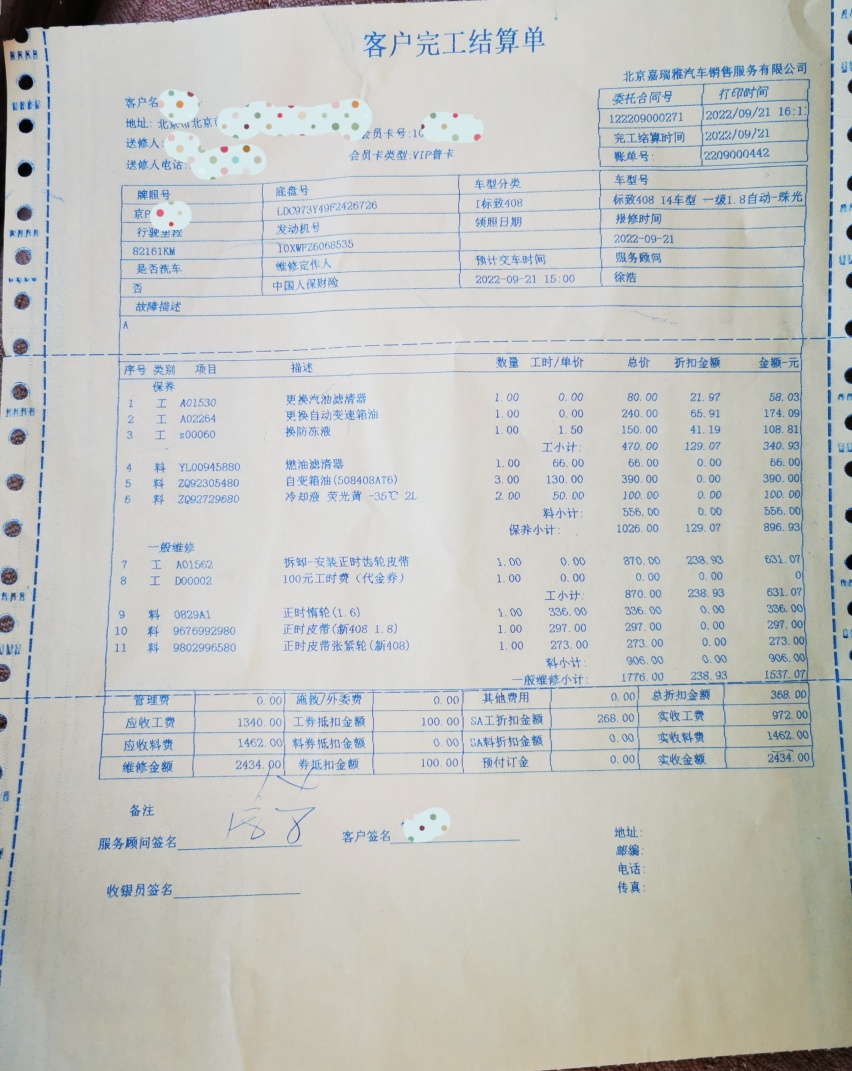 客户完工结算单
北京嘉瑞雅汽车销售服务有限公司
客户名
委托合同号 打印时间
地址: 北京市北京
122209000271 2022/09/21 16:1
送修人: 会员卡号:
完工结算时间 2022/09/21
送修人电话: 会员卡类型:VIP普卡
账单号: 2209000442
牌照号 底盘号 车型分类 车型号
京P LDC973Y49F2426726 I标致408 标致408 14车型 一级1.8自动-珠光
行驶里程 发动机号 领照日期 接修时间
82161KM 10XWFZ6068535 2022-09-21
是否洗车 维修定作人 预计交车时间 服务顾问
否 中国人保财险 2022-09-21 15:00 徐浩
故障描述
A
序号 类别 项目 描述 数量 工时/单价 总价 折扣金额 金额-元
保养
1 工 A01530 更换汽油滤清器 1.00 0.00 80.00 21.97 58.03
2 工 A02264 更换自动变速箱油 1.00 0.00 240.00 65.91 174.09
3 工 s00060 换防冻液 1.00 1.50 150.00 41.19 108.81
工小计: 470.00 129.07 340.93
4 料 YL00945880 燃油滤清器 1.00 66.00 66.00 0.00 66.00
5 料 ZQ92305480 自变箱油(508408AT6) 3.00 130.00 390.00 0.00 390.00
6 料 ZQ92729680 冷却液 荧光黄 -35℃ 2L 2.00 50.00 100.00 0.00 100.00
料小计: 556.00 0.00 556.00
保养小计: 1026.00 129.07 896.93
一般维修
7 工 A01562 拆卸-安装正时齿轮皮带 1.00 0.00 870.00 238.93 631.07
8 工 D00002 100元工时费(代金券) 1.00 0.00 0.00 0.00 0
工小计: 870.00 238.93 631.07
9 料 0829A1 正时惰轮(1.6) 1.00 336.00 336.00 0.00 336.00
10 料 9676992980 正时皮带(新408 1.8) 1.00 297.00 297.00 0.00 297.00
11 料 9802996580 正时皮带张紧轮(新408) 1.00 273.00 273.00 0.00 273.00
料小计: 906.00 0.00 906.00
一般维修小计: 1776.00 238.93 1537.07
管理费 0.00 施救/外委费 0.00 其他费用 0.00 总折扣金额 368.00
应收工费 1340.00 工券抵扣金额 100.00 SA工折扣金额 268.00 实收工费 972.00
应收料费 1462.00 料券抵扣金额 0.00 SA料折扣金额 0.00 实收料费 1462.00
维修金额 2434.00 券抵扣金额 100.00 预付订金 0.00 实收金额 2434.00
备注
服务顾问签名 客户签名 地址:
邮编:
电话:
收银员签名 传真: